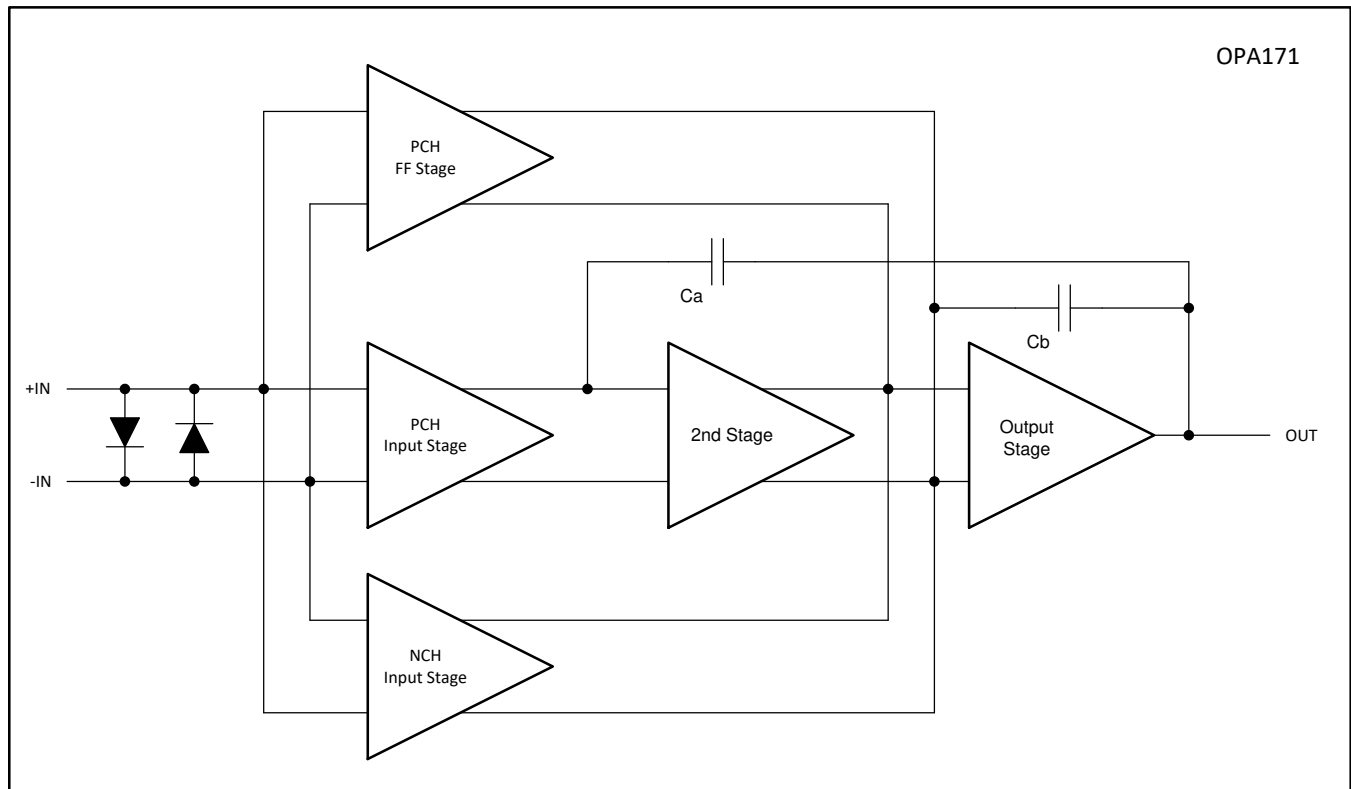 OPA171
PCH
FF Stage
Ca
Cb
+IN
PCH
Input Stage
2nd Stage
Output
Stage
OUT
-IN
NCH
Input Stage